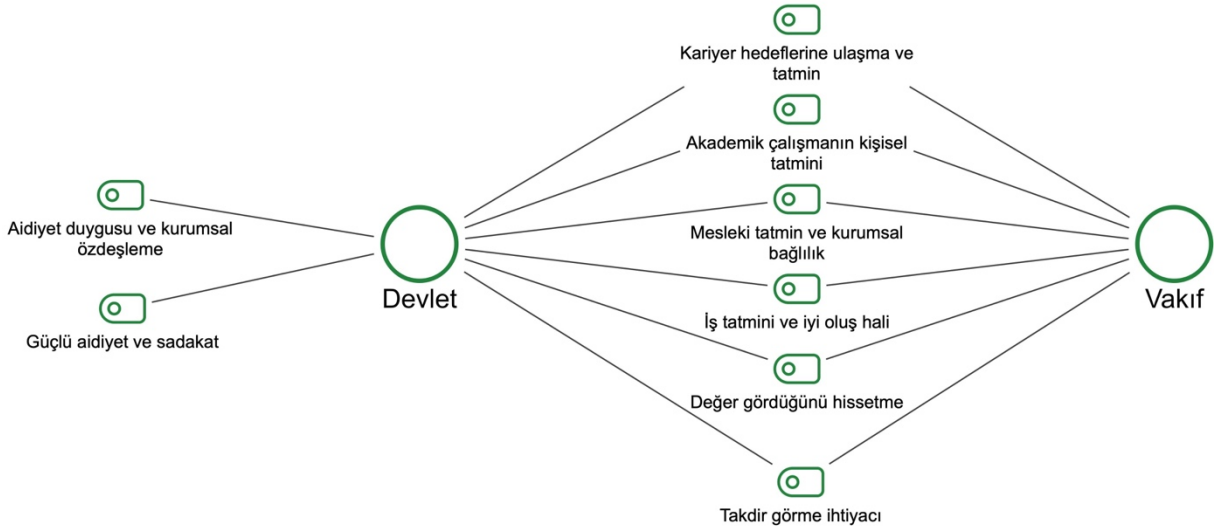 Kariyer hedeflerine ulaşma ve
tatmin
Akademik çalışmanın kişisel
tatmini
Aidiyet duygusu ve kurumsal
özdeşleme
Mesleki tatmin ve kurumsal
bağlılık
Devlet
Vakıf
İş tatmini ve iyi oluş hali
Güçlü aidiyet ve sadakat
Değer gördüğünü hissetme
Takdir görme ihtiyacı